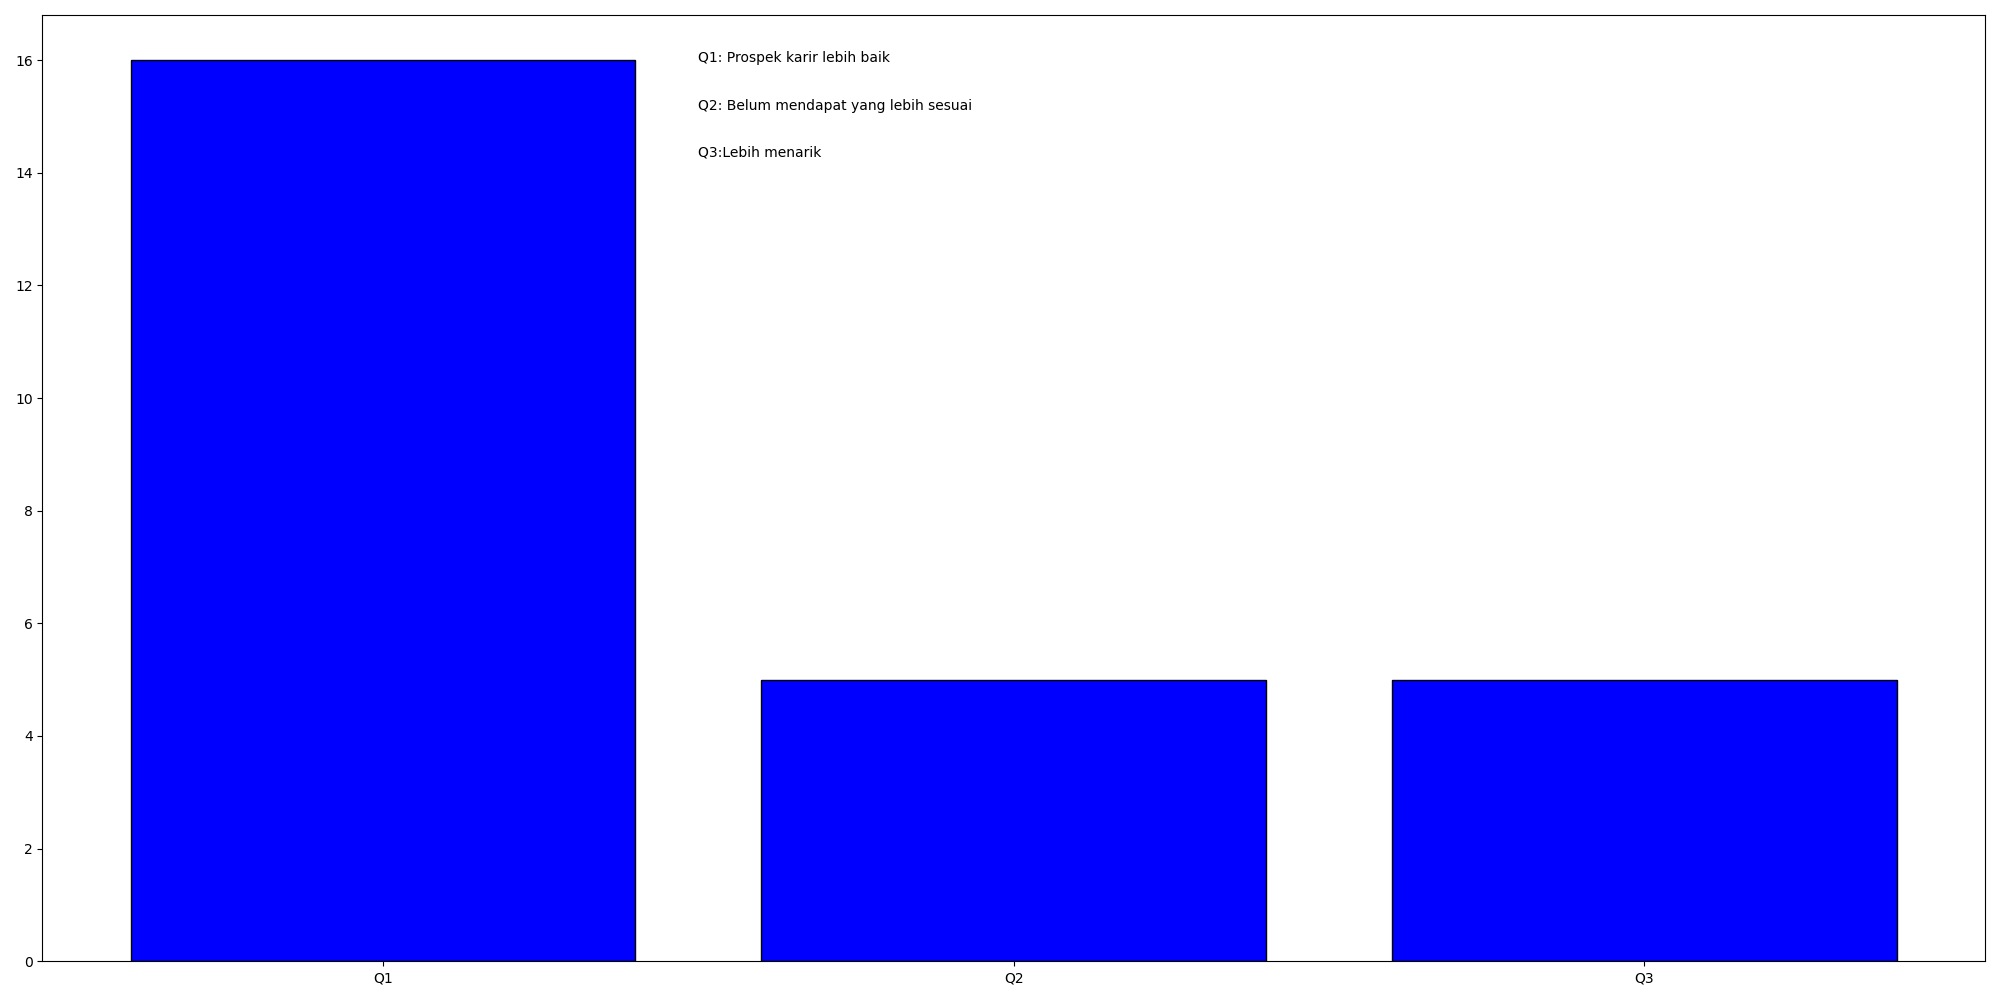 16
14
12
10
8
6
4
2
0
Q1: Prospek karir lebih baik
Q2: Belum mendapat yang lebih sesuai
Q3:Lebih menarik
Q1
Q2
Q3